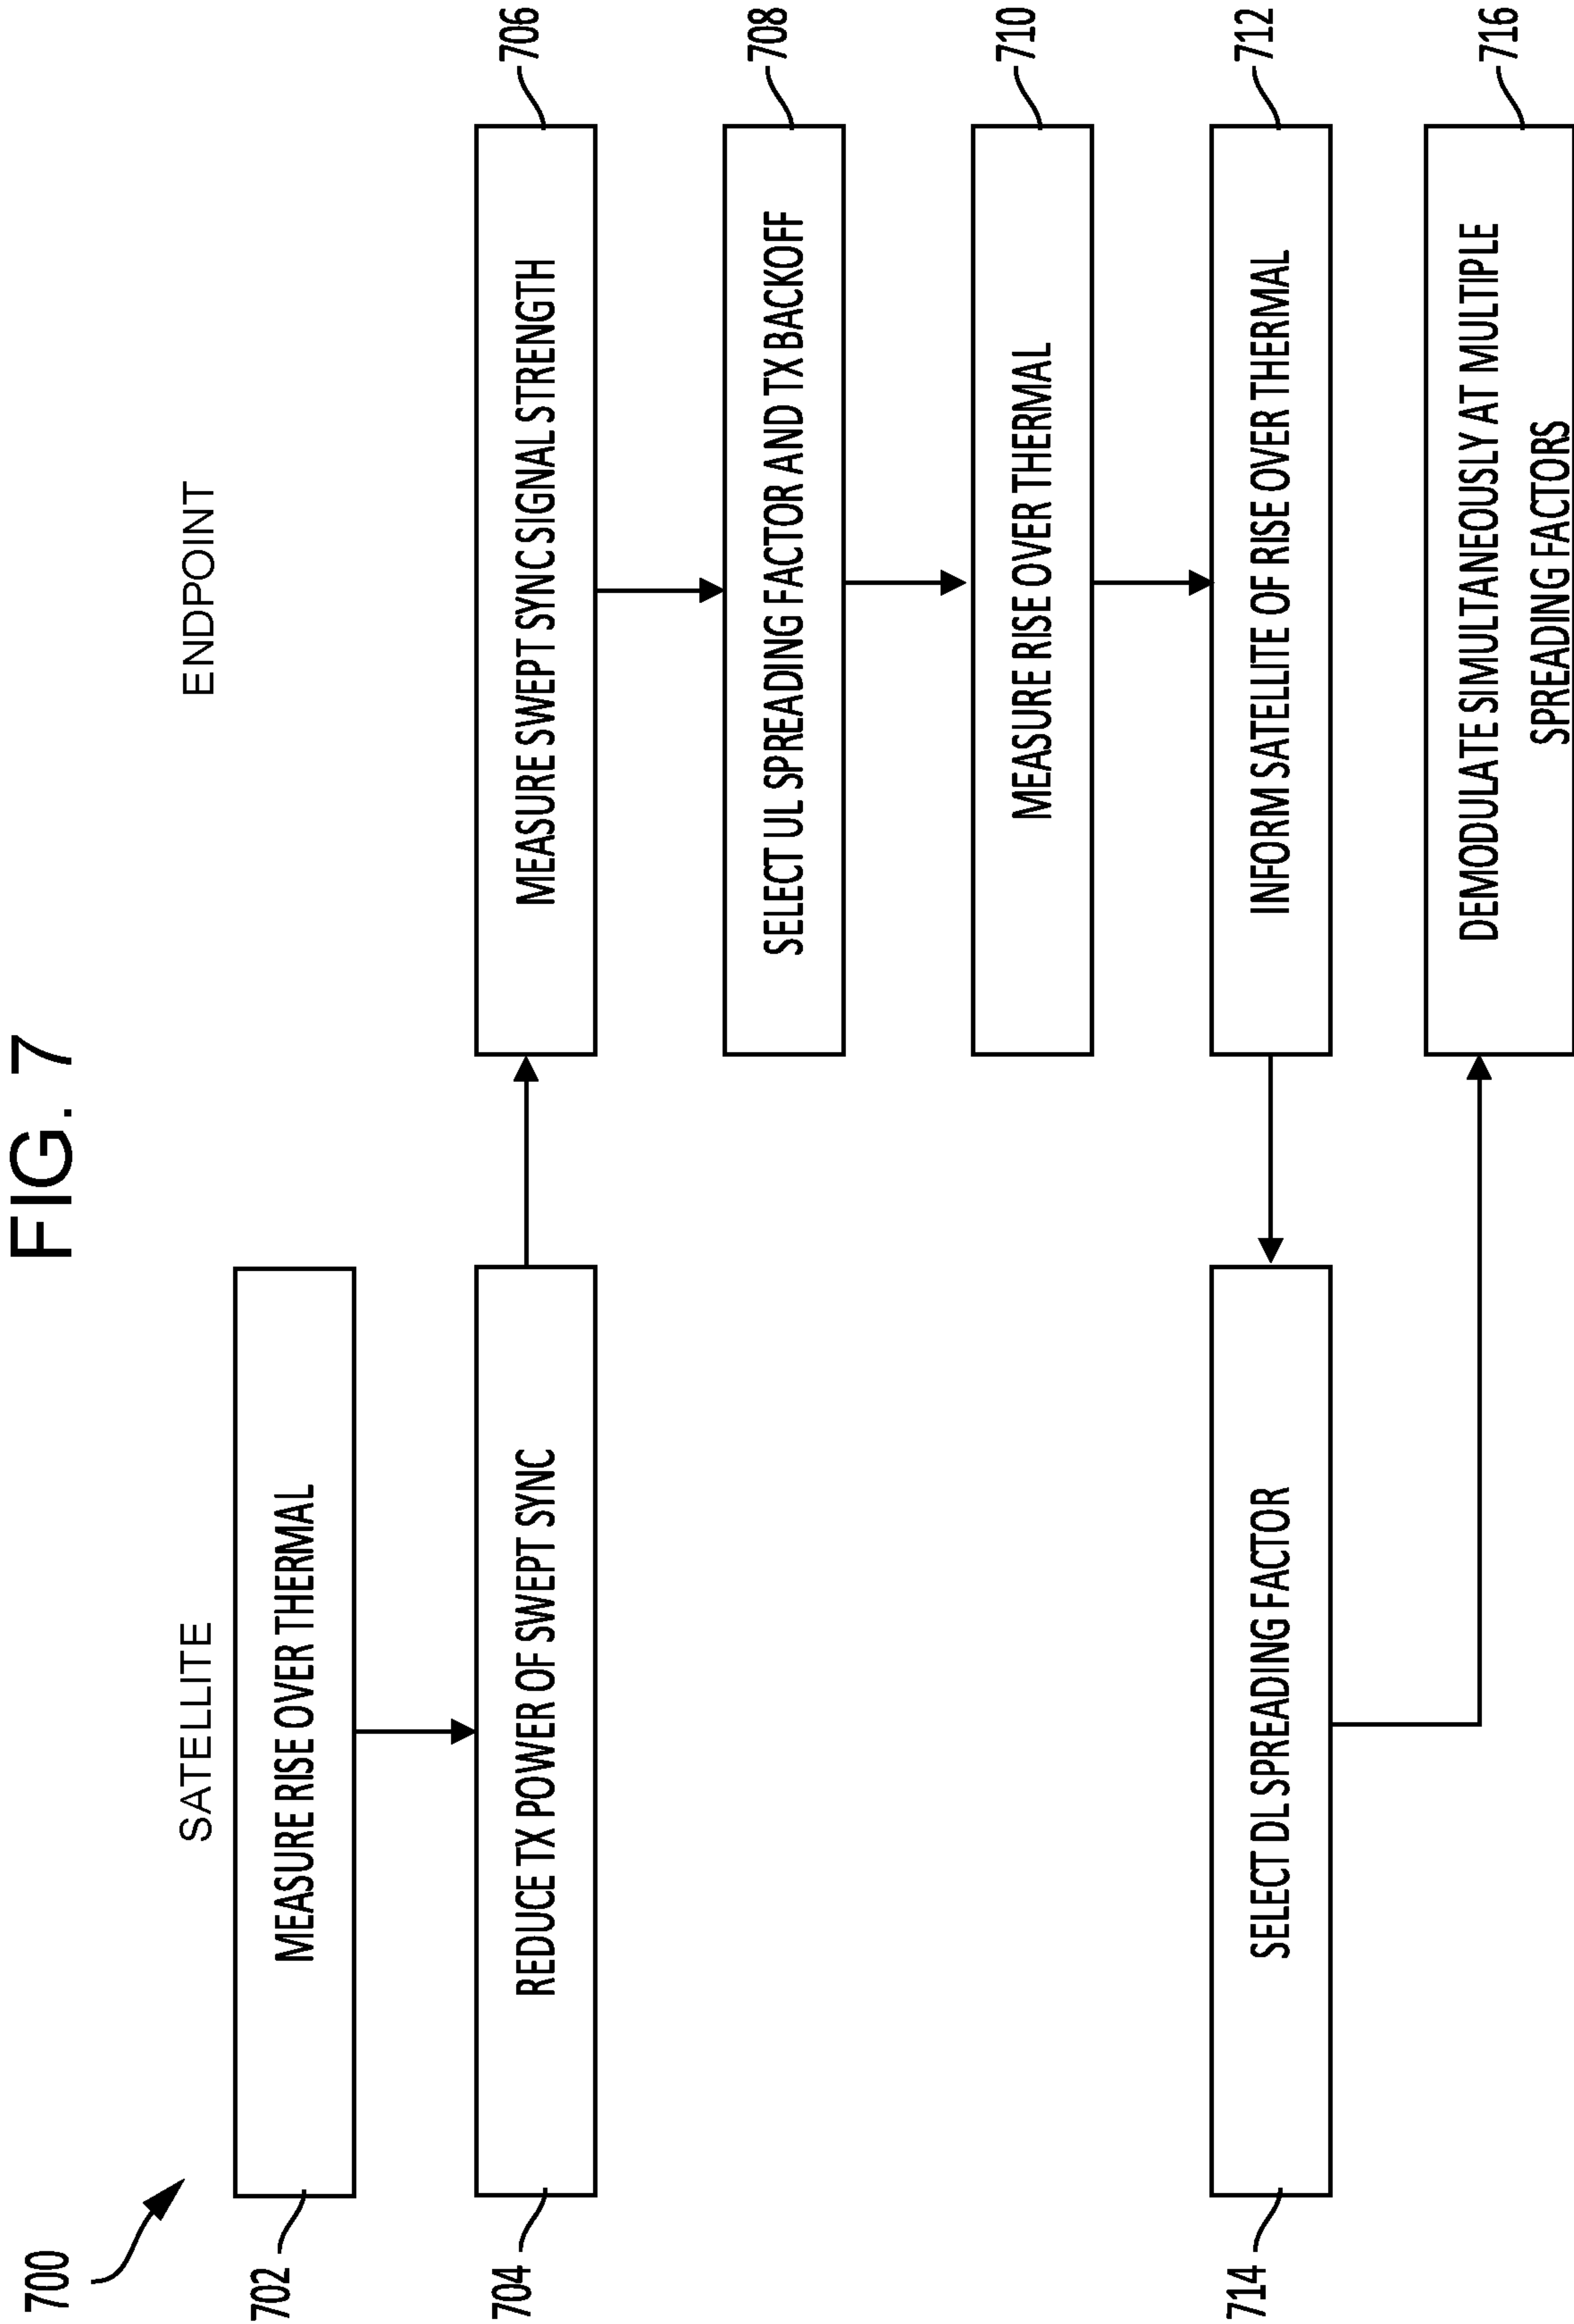 FIG. 7
700
SATELLITE
ENDPOINT
702
MEASURE RISE OVER THERMAL
704
REDUCE TX POWER OF SWEPT SYNC
MEASURE SWEPT SYNC SIGNAL STRENGTH
706
SELECT UL SPREADING FACTOR AND TX BACKOFF
708
MEASURE RISE OVER THERMAL
710
INFORM SATELLITE OF RISE OVER THERMAL
712
714
SELECT DL SPREADING FACTOR
DEMODULATE SIMULTANEOUSLY AT MULTIPLE
SPREADING FACTORS
716